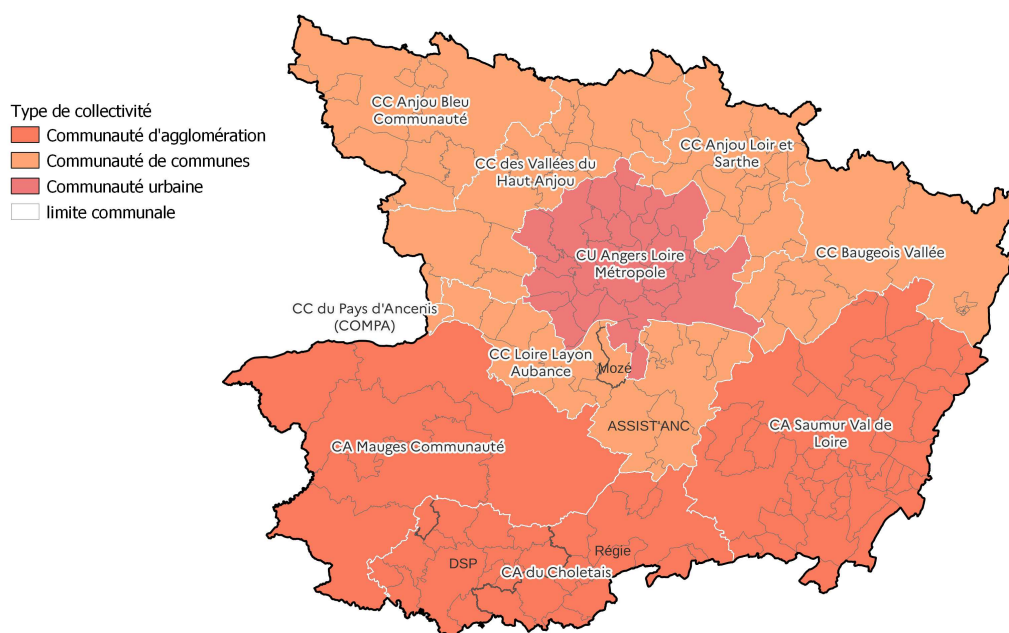 Type de collectivité
Communauté d'agglomération
Communauté de communes
Communauté urbaine
limite communale
CC Anjou Bleu
Communauté
CC des Vallées du
Haut Anjou
CC Anjou Loir et
Sarthe
CU Angers Loire
Métropole
CC Baugeois Vallée
CC du Pays d'Ancenis
(COMPA)
CC Loire Layon
Aubance
Mozé
ASSIST'ANC
CA Saumur Val de
Loire
CA Mauges Communauté
DSP
Régie
CA du Choletais